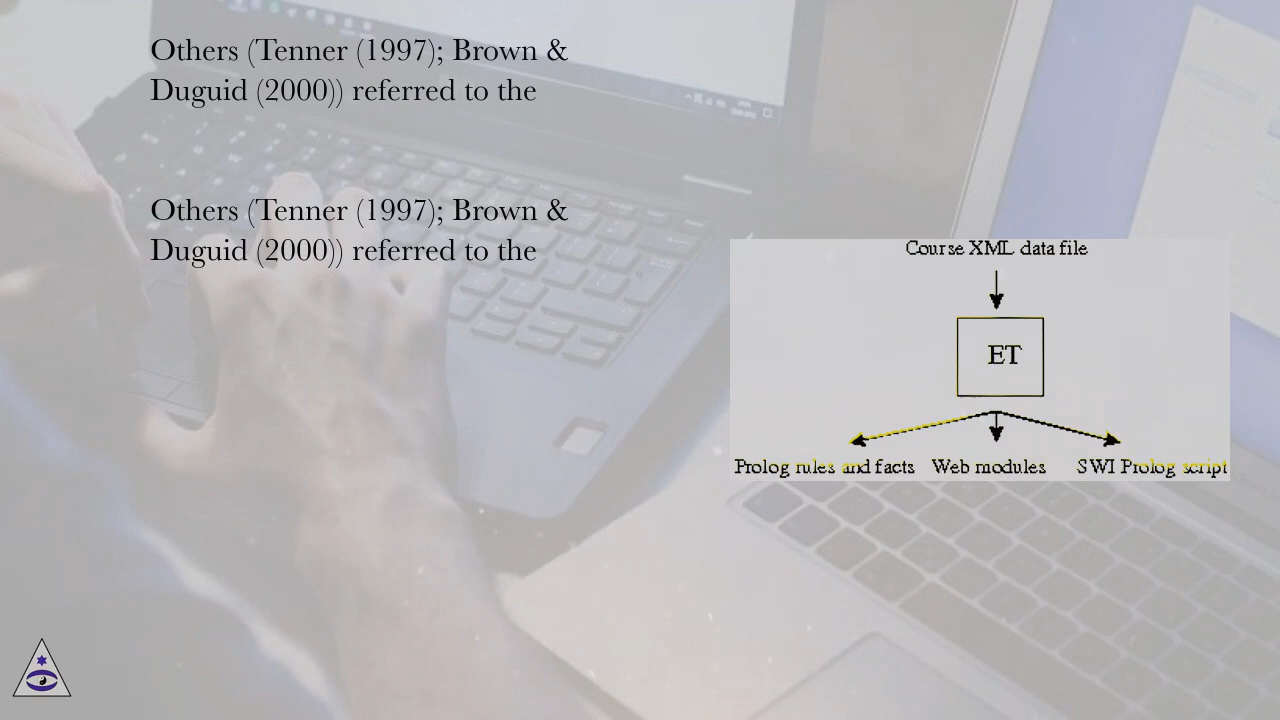 Others (Tenner (1997); Brown &
Duguid (2000)) referred to the
Others (Tenner (1997); Brown &
Duguid (2000)) referred to the
Course XML data file
ET
Prolog rules and facts Web modules SWI Prolog script